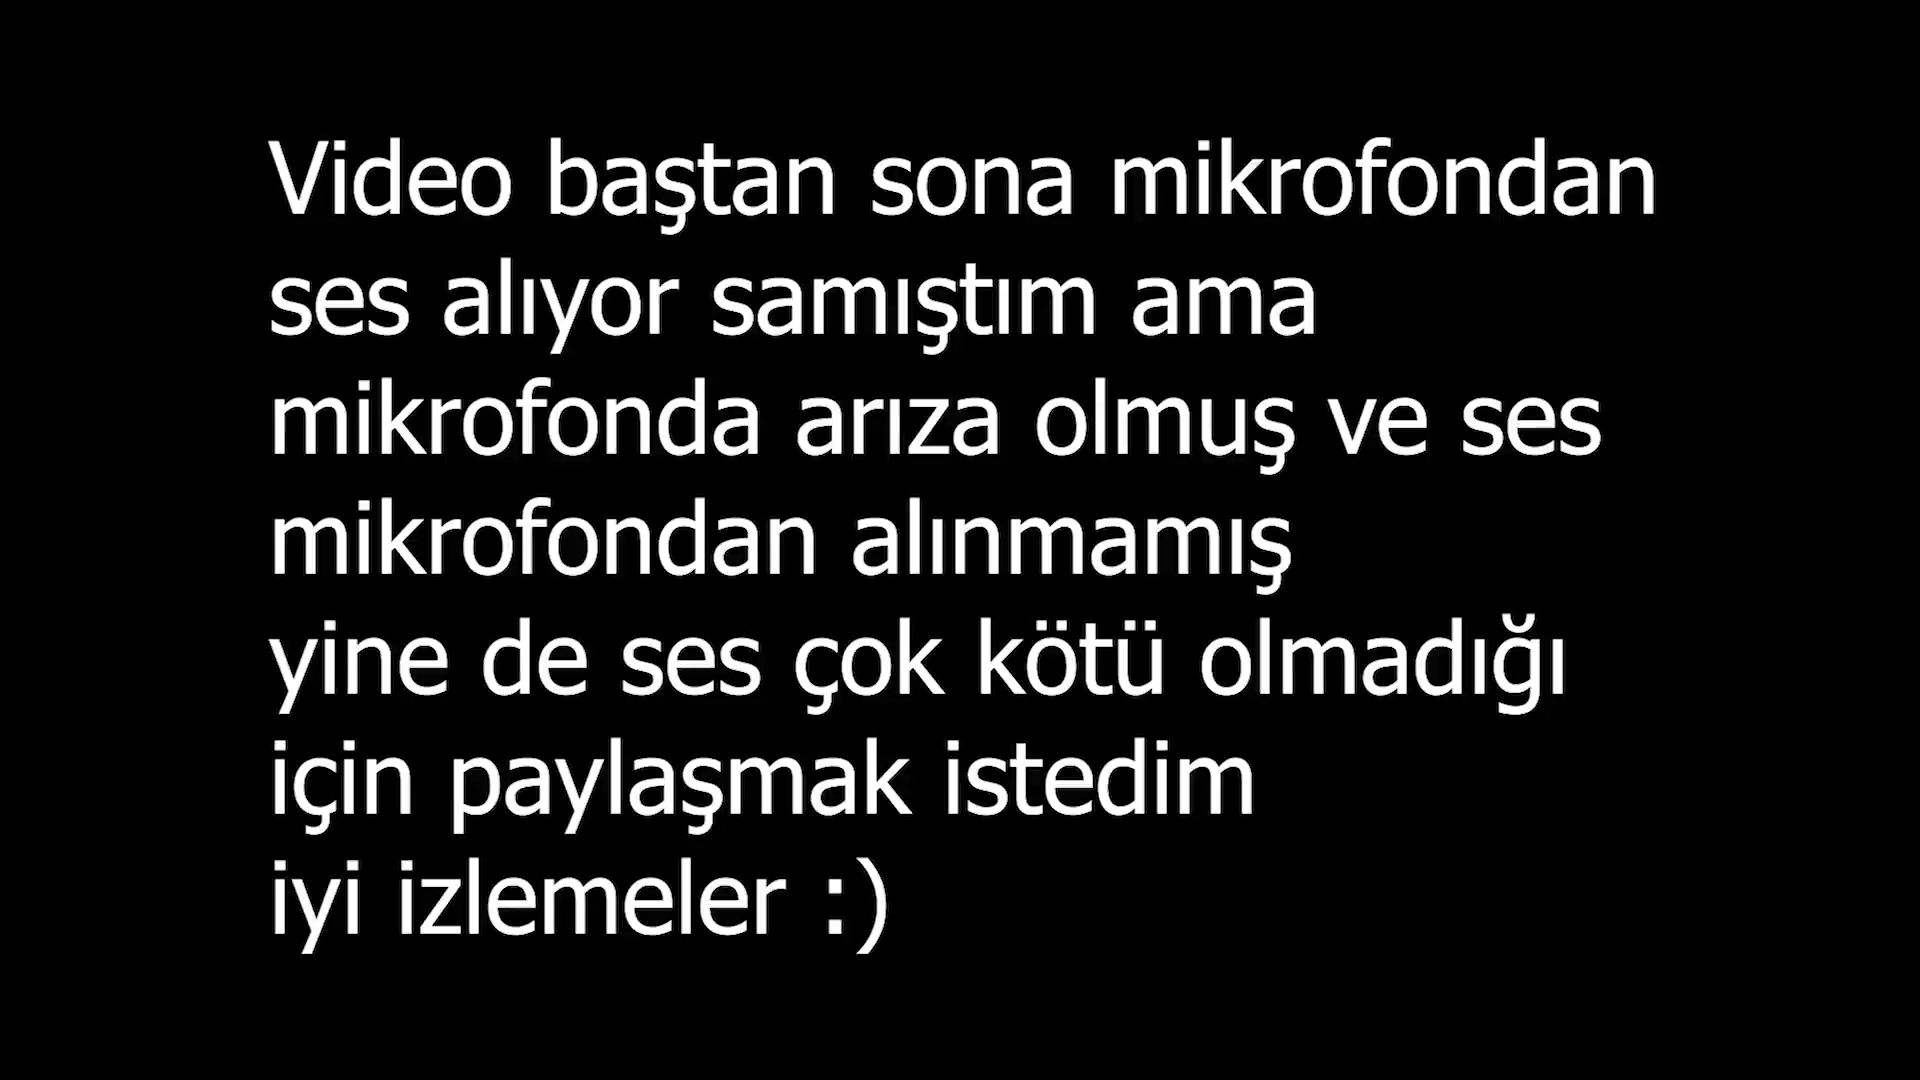 Video baştan sona mikrofondan
ses alıyor samıştım ama
mikrofonda arıza olmuş ve ses
mikrofondan alınmamış
yine de ses çok kötü olmadığı
için paylaşmak istedim
iyi izlemeler :)